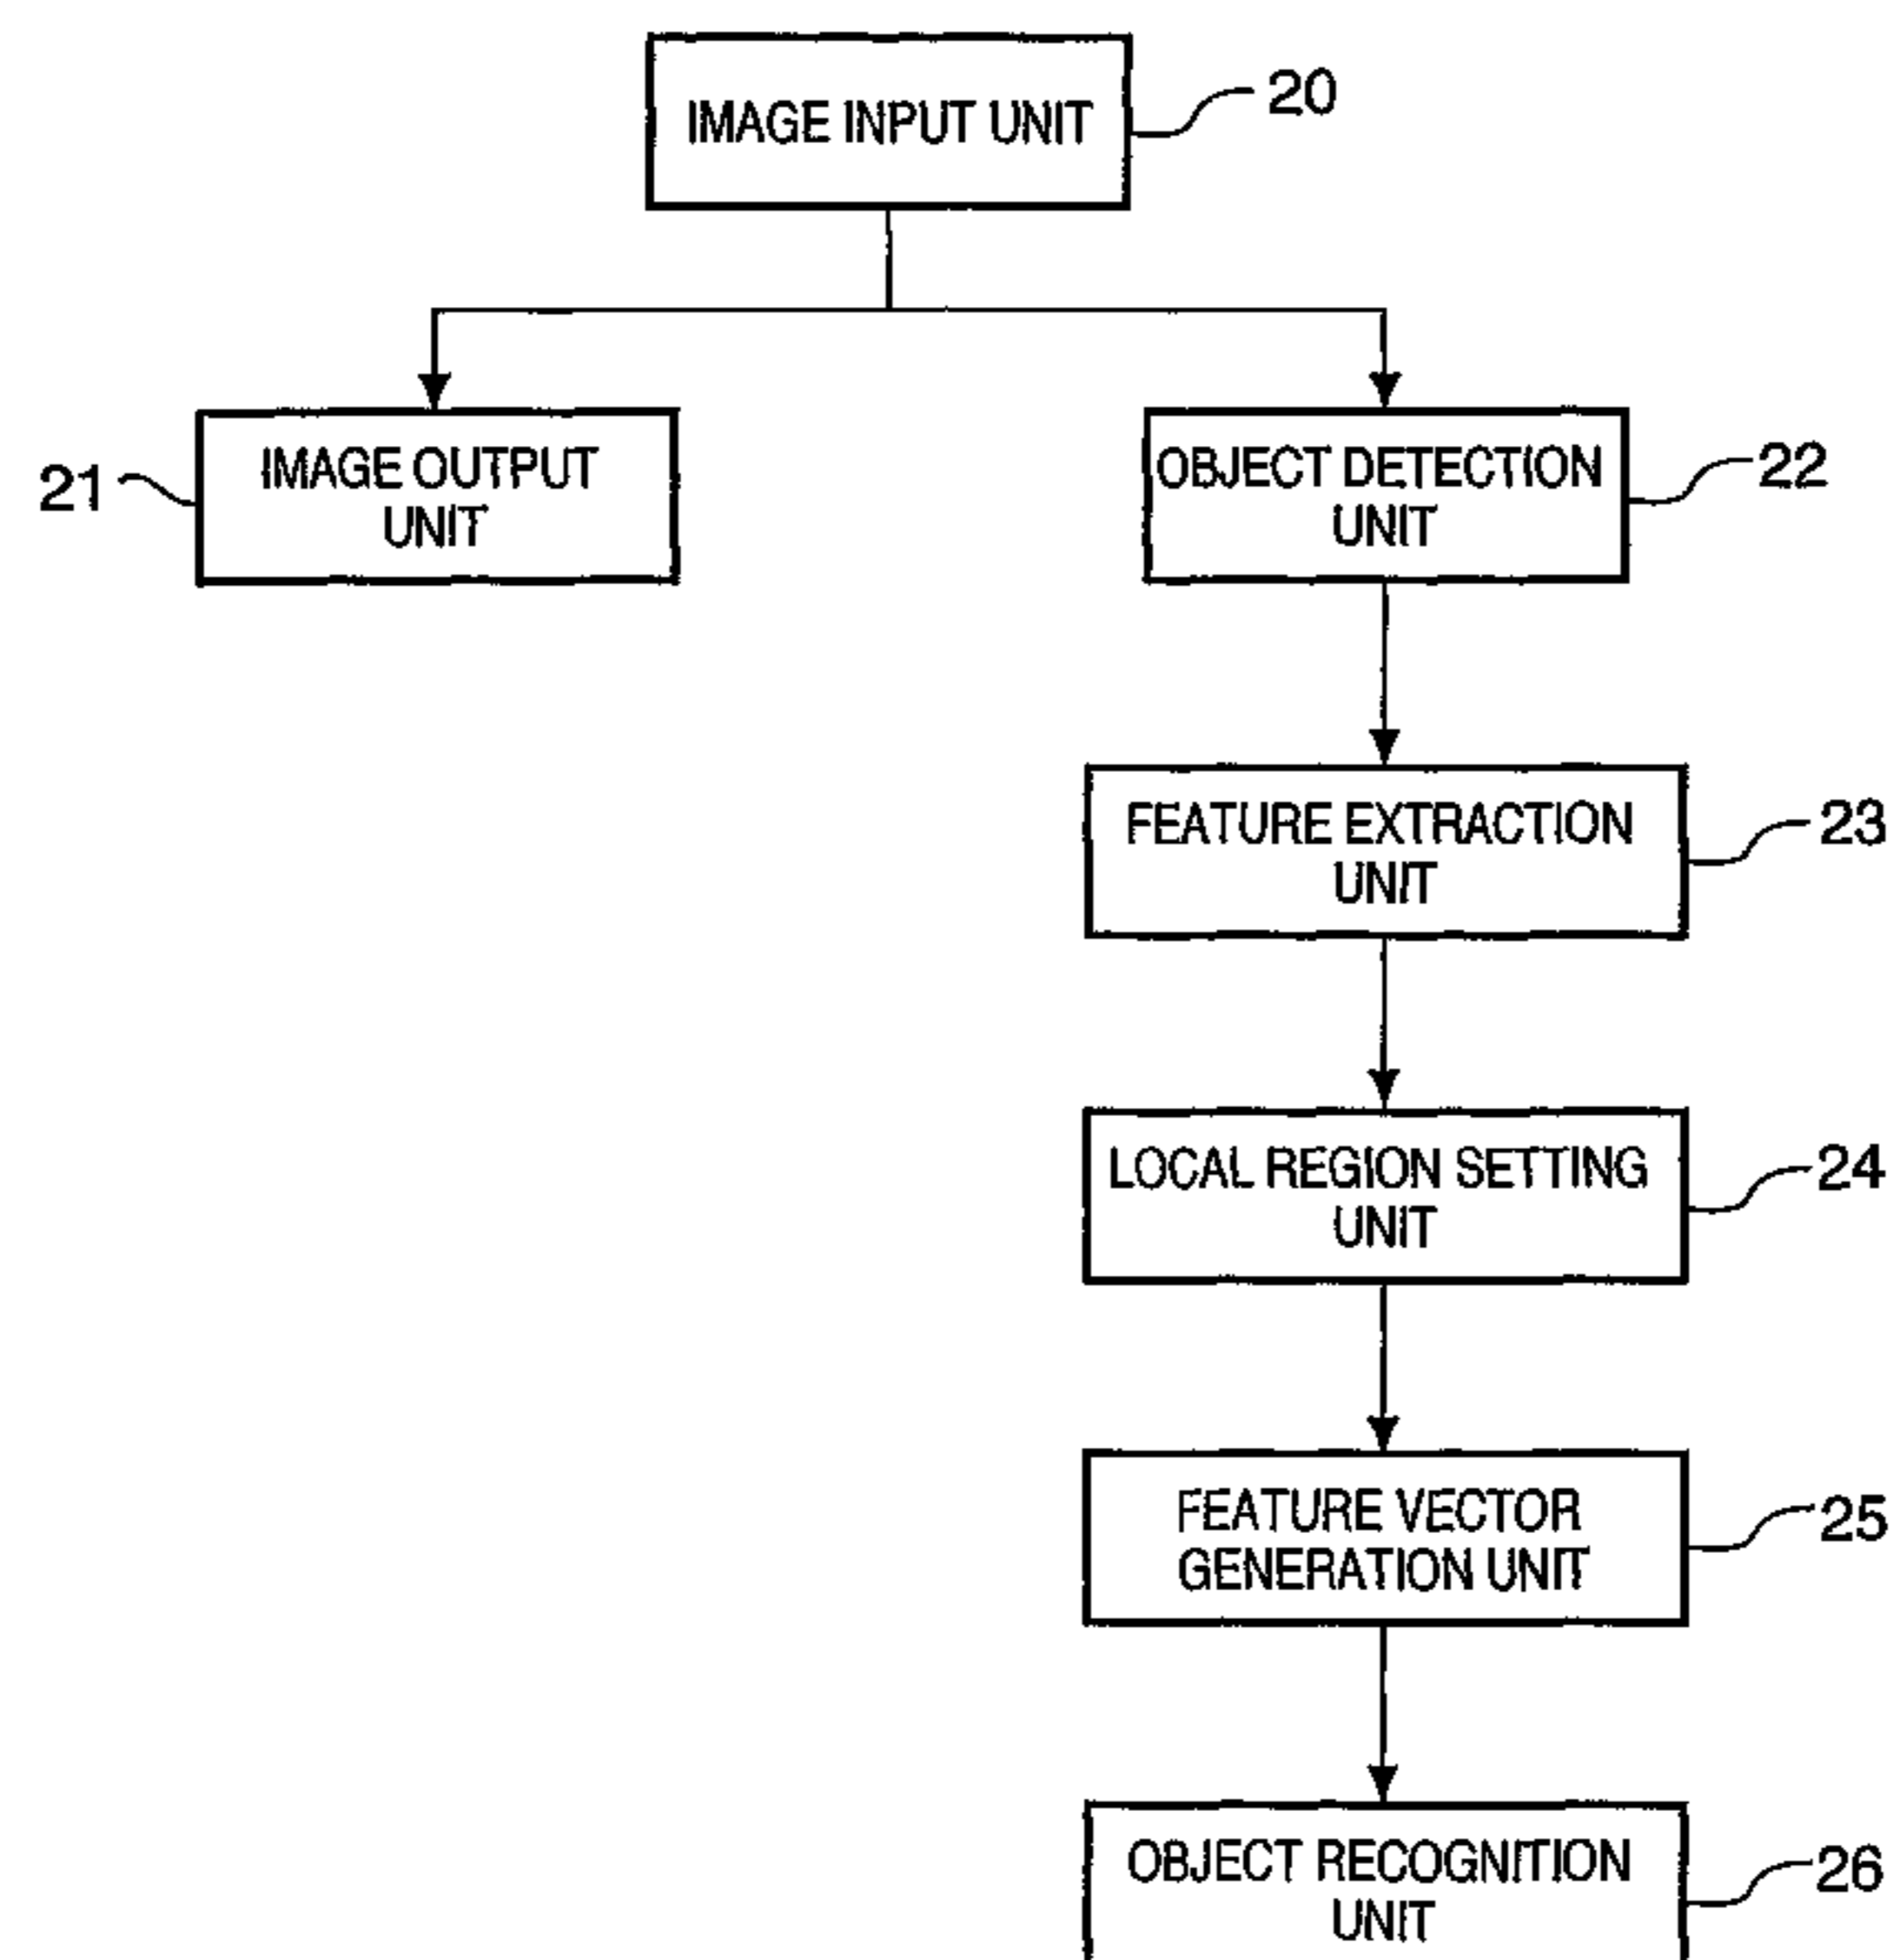 IMAGE INPUT UNIT
20
21
IMAGE OUTPUT
UNIT
OBJECT DETECTION
UNIT
22
FEATURE EXTRACTION
UNIT
23
LOCAL REGION SETTING
UNIT
24
FEATURE VECTOR
GENERATION UNIT
25
OBJECT RECOGNITION
UNIT
26